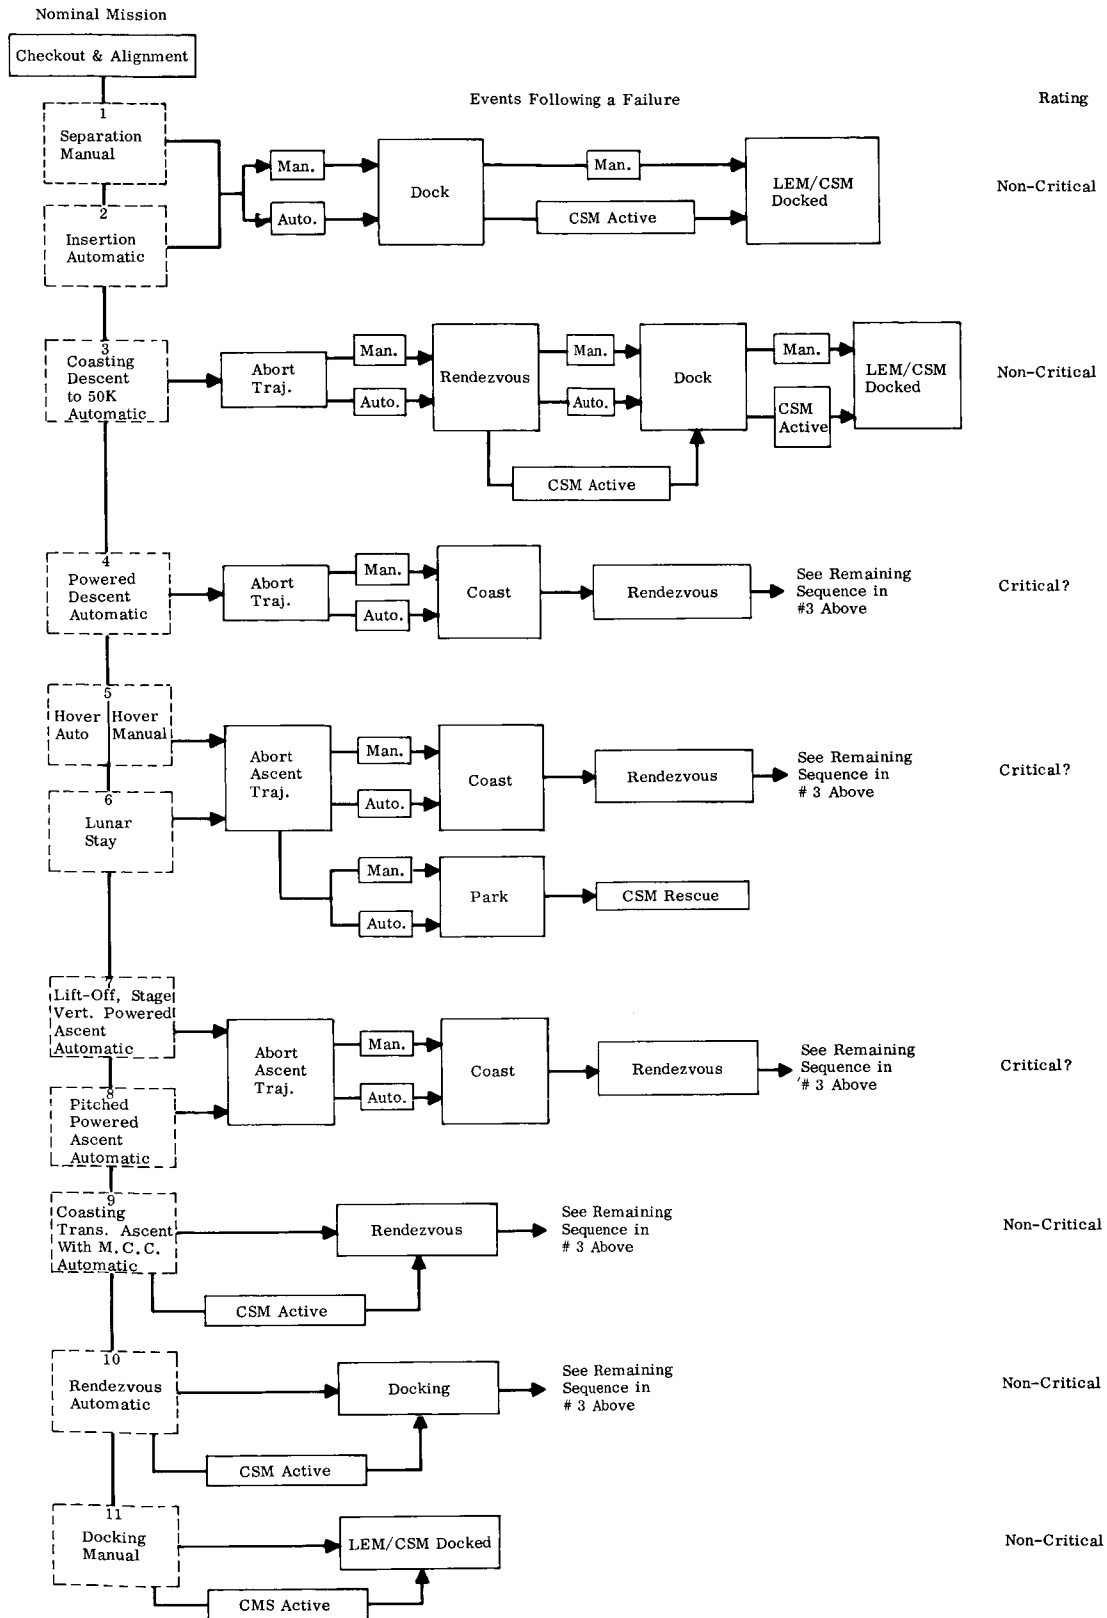 Nominal Mission
Checkout & Alignment
Events Following a Failure
Rating
1
Separation
Manual
2
Insertion
Automatic
Man.
Auto.
Dock
Man.
CSM Active
LEM/CSM
Docked
Non-Critical
3
Coasting
Descent
to 50K
Automatic
Abort
Traj.
Man.
Auto.
Rendezvous
Man.
Auto.
CSM Active
Dock
Man.
CSM
Active
LEM/CSM
Docked
Non-Critical
4
Powered
Descent
Automatic
Abort
Traj.
Man.
Auto.
Coast
Rendezvous
See Remaining
Sequence in
#3 Above
Critical?
5
Hover Hover
Auto Manual
6
Lunar
Stay
Abort
Ascent
Traj.
Man.
Auto.
Coast
Rendezvous
See Remaining
Sequence in
# 3 Above
Critical?
Man.
Auto.
Park
CSM Rescue
7
Lift-Off, Stage
Vert. Powered
Ascent
Automatic
8
Pitched
Powered
Ascent
Automatic
Abort
Ascent
Traj.
Man.
Auto.
Coast
Rendezvous
See Remaining
Sequence in
# 3 Above
Critical?
9
Coasting
Trans. Ascent
With M.C.C.
Automatic
Rendezvous
CSM Active
See Remaining
Sequence in
# 3 Above
Non-Critical
10
Rendezvous
Automatic
Docking
CSM Active
See Remaining
Sequence in
# 3 Above
Non-Critical
11
Docking
Manual
LEM/CSM Docked
CMS Active
Non-Critical